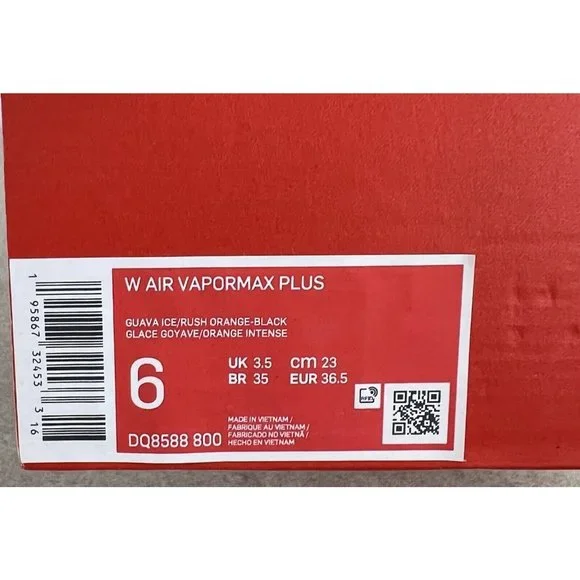 W AIR VAPORMAX PLUS
GUAVA ICE/RUSH ORANGE-BLACK
GLACE GOYAVE/ORANGE INTENSE
6
UK 3.5 cm 23
BR 35 EUR 36.5
DQ8588 800
MADE IN VIETNAM /
FABRIQUE AU VIETNAM /
FABRICADO NO VIETNÃ /
HECHO EN VIETNAM
1 95867 32453 3 16